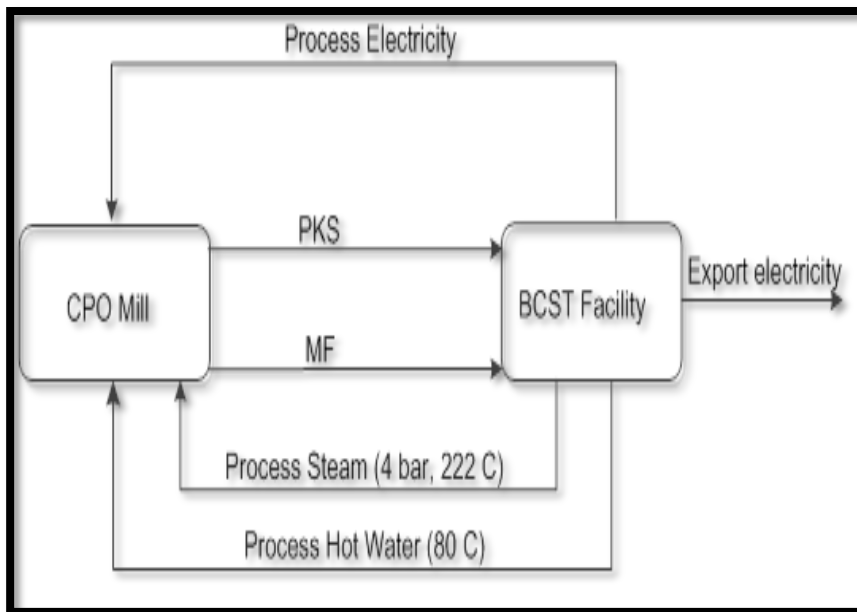 Process Electricity
PKS
CPO Mill
BCST Facility
Export electricity
MF
Process Steam (4 bar, 222 C)
Process Hot Water (80 C)